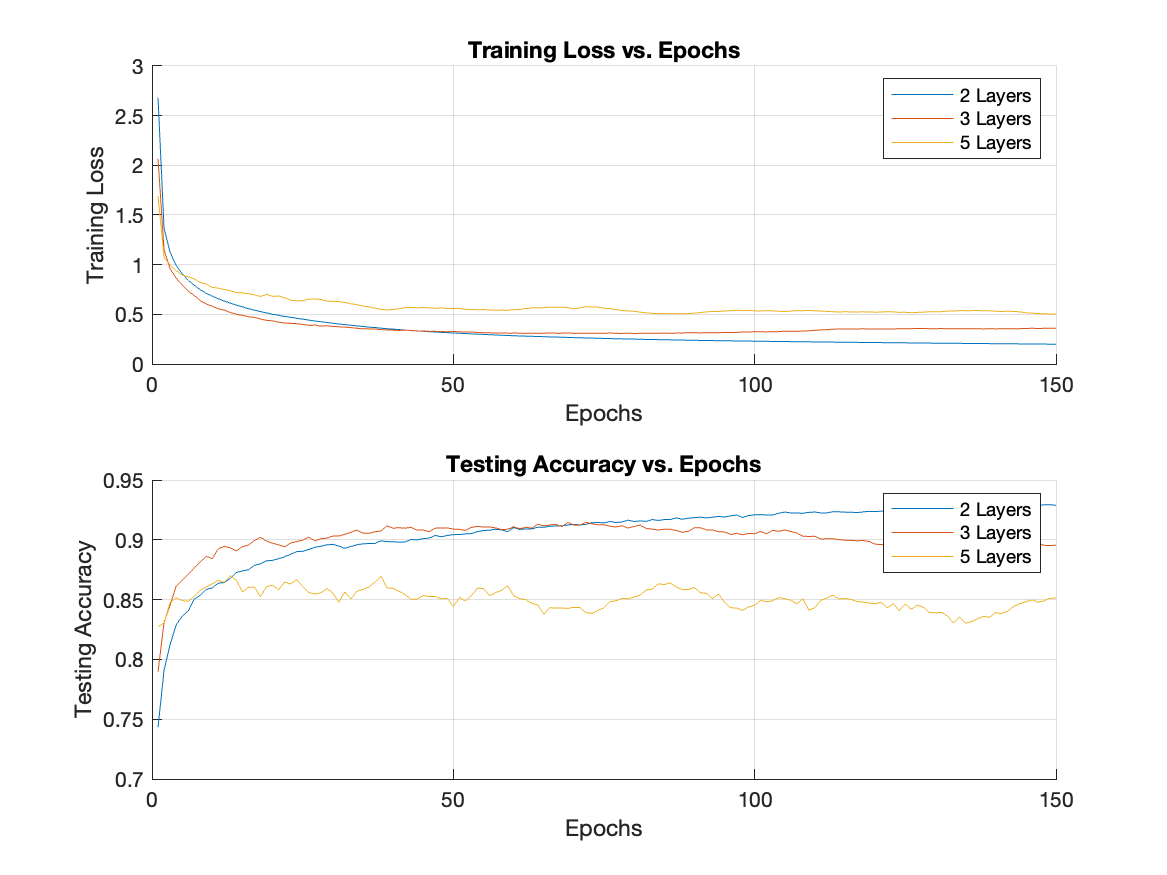 Training Loss vs. Epochs
3
2.5
2
1.5
1
0.5
0
Training Loss
2 Layers
3 Layers
5 Layers
0 50 100 150
Epochs
Testing Accuracy vs. Epochs
0.95
0.9
0.85
0.8
0.75
0.7
Testing Accuracy
2 Layers
3 Layers
5 Layers
0 50 100 150
Epochs